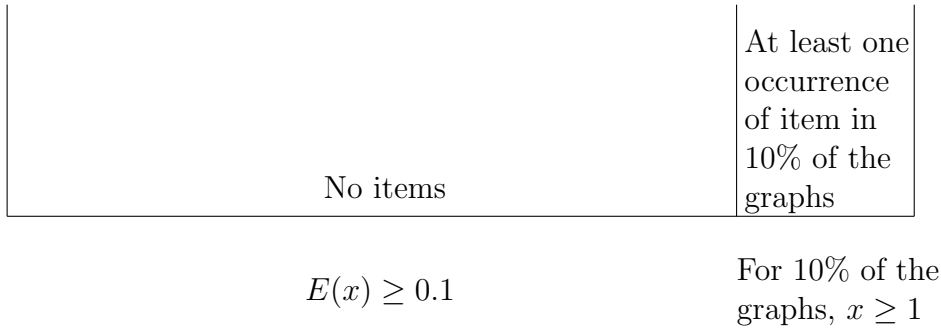 At least one
occurrence
of item in
10% of the
graphs
No items
E(x) ≥ 0.1
For 10% of the
graphs, x ≥ 1